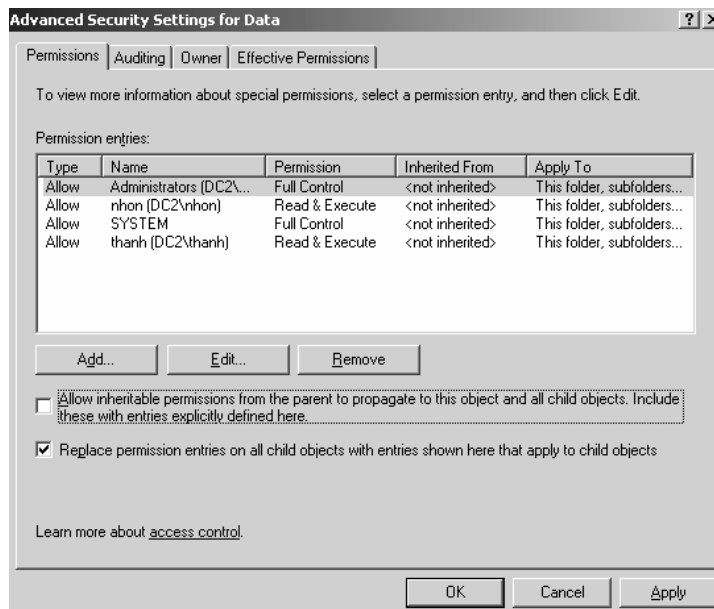 Advanced Security Settings for Data
Permissions Auditing Owner Effective Permissions
To view more information about special permissions, select a permission entry, and then click Edit.
Permission entries:
Type Name Permission Inherited From Apply To
Allow Administrators (DC2\... Full Control <not inherited> This folder, subfolders...
Allow nhon (DC2\nhon) Read & Execute <not inherited> This folder, subfolders...
Allow SYSTEM Full Control <not inherited> This folder, subfolders...
Allow thanh (DC2\thanh) Read & Execute <not inherited> This folder, subfolders...
Add... Edit... Remove
Allow inheritable permissions from the parent to propagate to this object and all child objects. Include
these with entries explicitly defined here.
Replace permission entries on all child objects with entries shown here that apply to child objects
Learn more about access control.
OK Cancel Apply